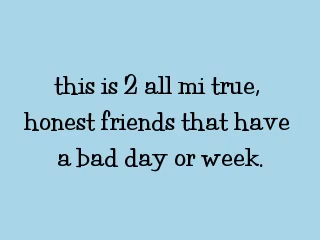 this is 2 all mi true,
honest friends that have
a bad day or week.